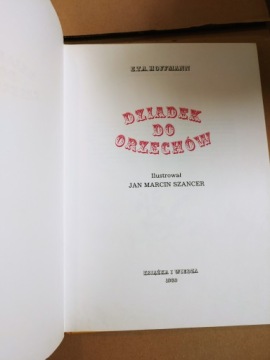 E.T.A. HOFFMANN
DZIADEK
DO
ORZECHÓW
Ilustrował
JAN MARCIN SZANCER
KSIĄŻKA I WIEDZA